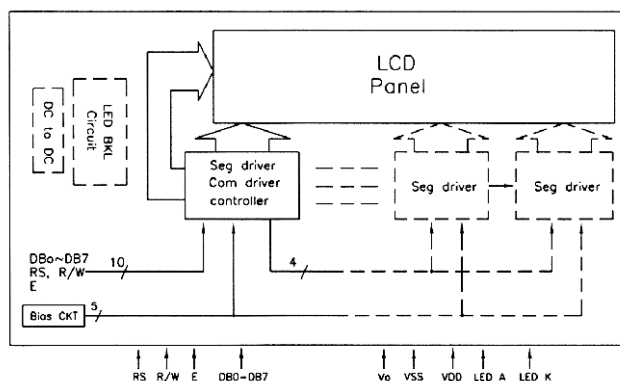 LCD
Panel
DC to DC
LED BKL
Circuit
Seg driver
Com driver
controller
Seg driver
Seg driver
DBo~DB7
RS, R/W
E
10
4
Bias CKT
5
RS R/W E DB0-DB7 Vo VSS VDD LED A LED K